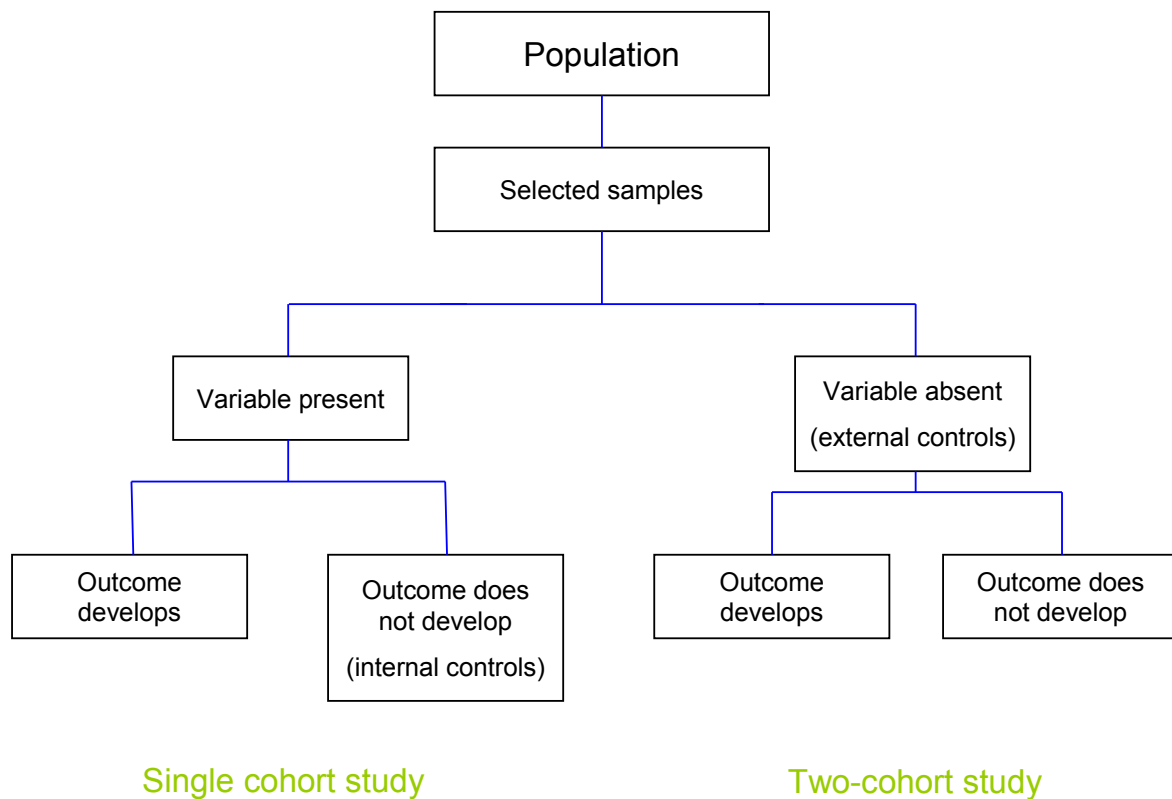 Population
Selected samples
Variable present
Variable absent
(external controls)
Outcome
develops
Outcome does
not develop
(internal controls)
Outcome
develops
Outcome does
not develop
Single cohort study
Two-cohort study